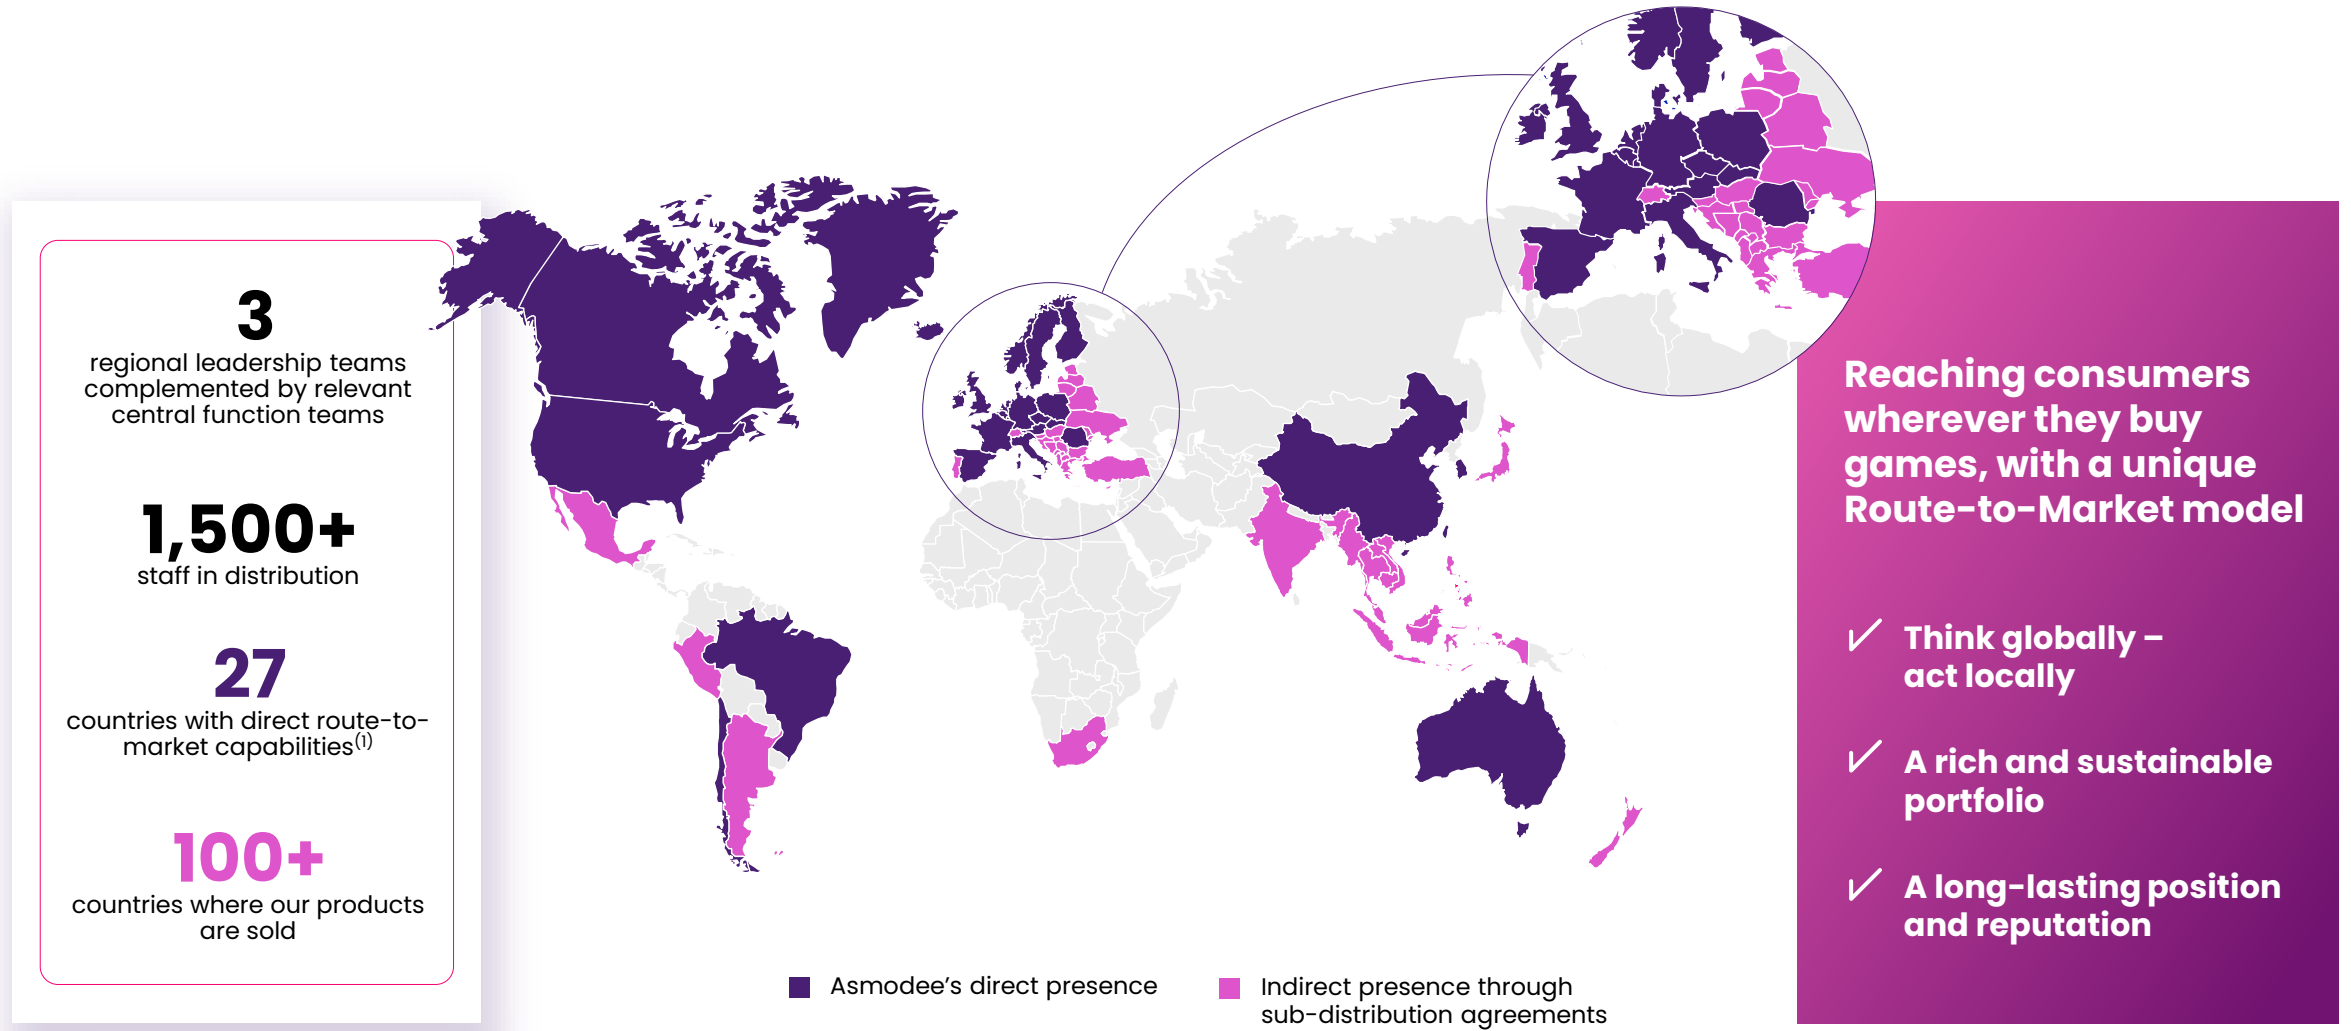 3
regional leadership teams
complemented by relevant
central function teams
1,500+
staff in distribution
27
countries with direct route-to-
market capabilities(1)
100+
countries where our products
are sold
Asmodee’s direct presence
Indirect presence through
sub-distribution agreements
Reaching consumers
wherever they buy
games, with a unique
Route-to-Market model
Think globally –
act locally
A rich and sustainable
portfolio
A long-lasting position
and reputation